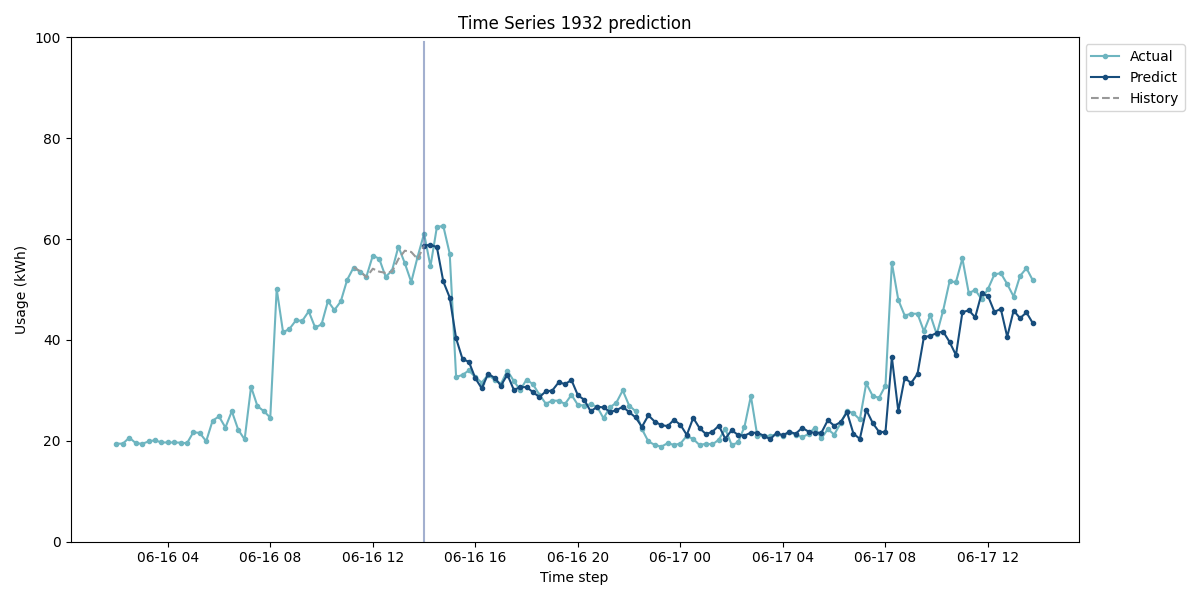 Time Series 1932 prediction
100
80
60
40
20
0
Usage (kWh)
06-16 04
06-16 08
06-16 12
06-16 16
06-16 20
06-17 00
06-17 04
06-17 08
06-17 12
Time step
Actual
Predict
History